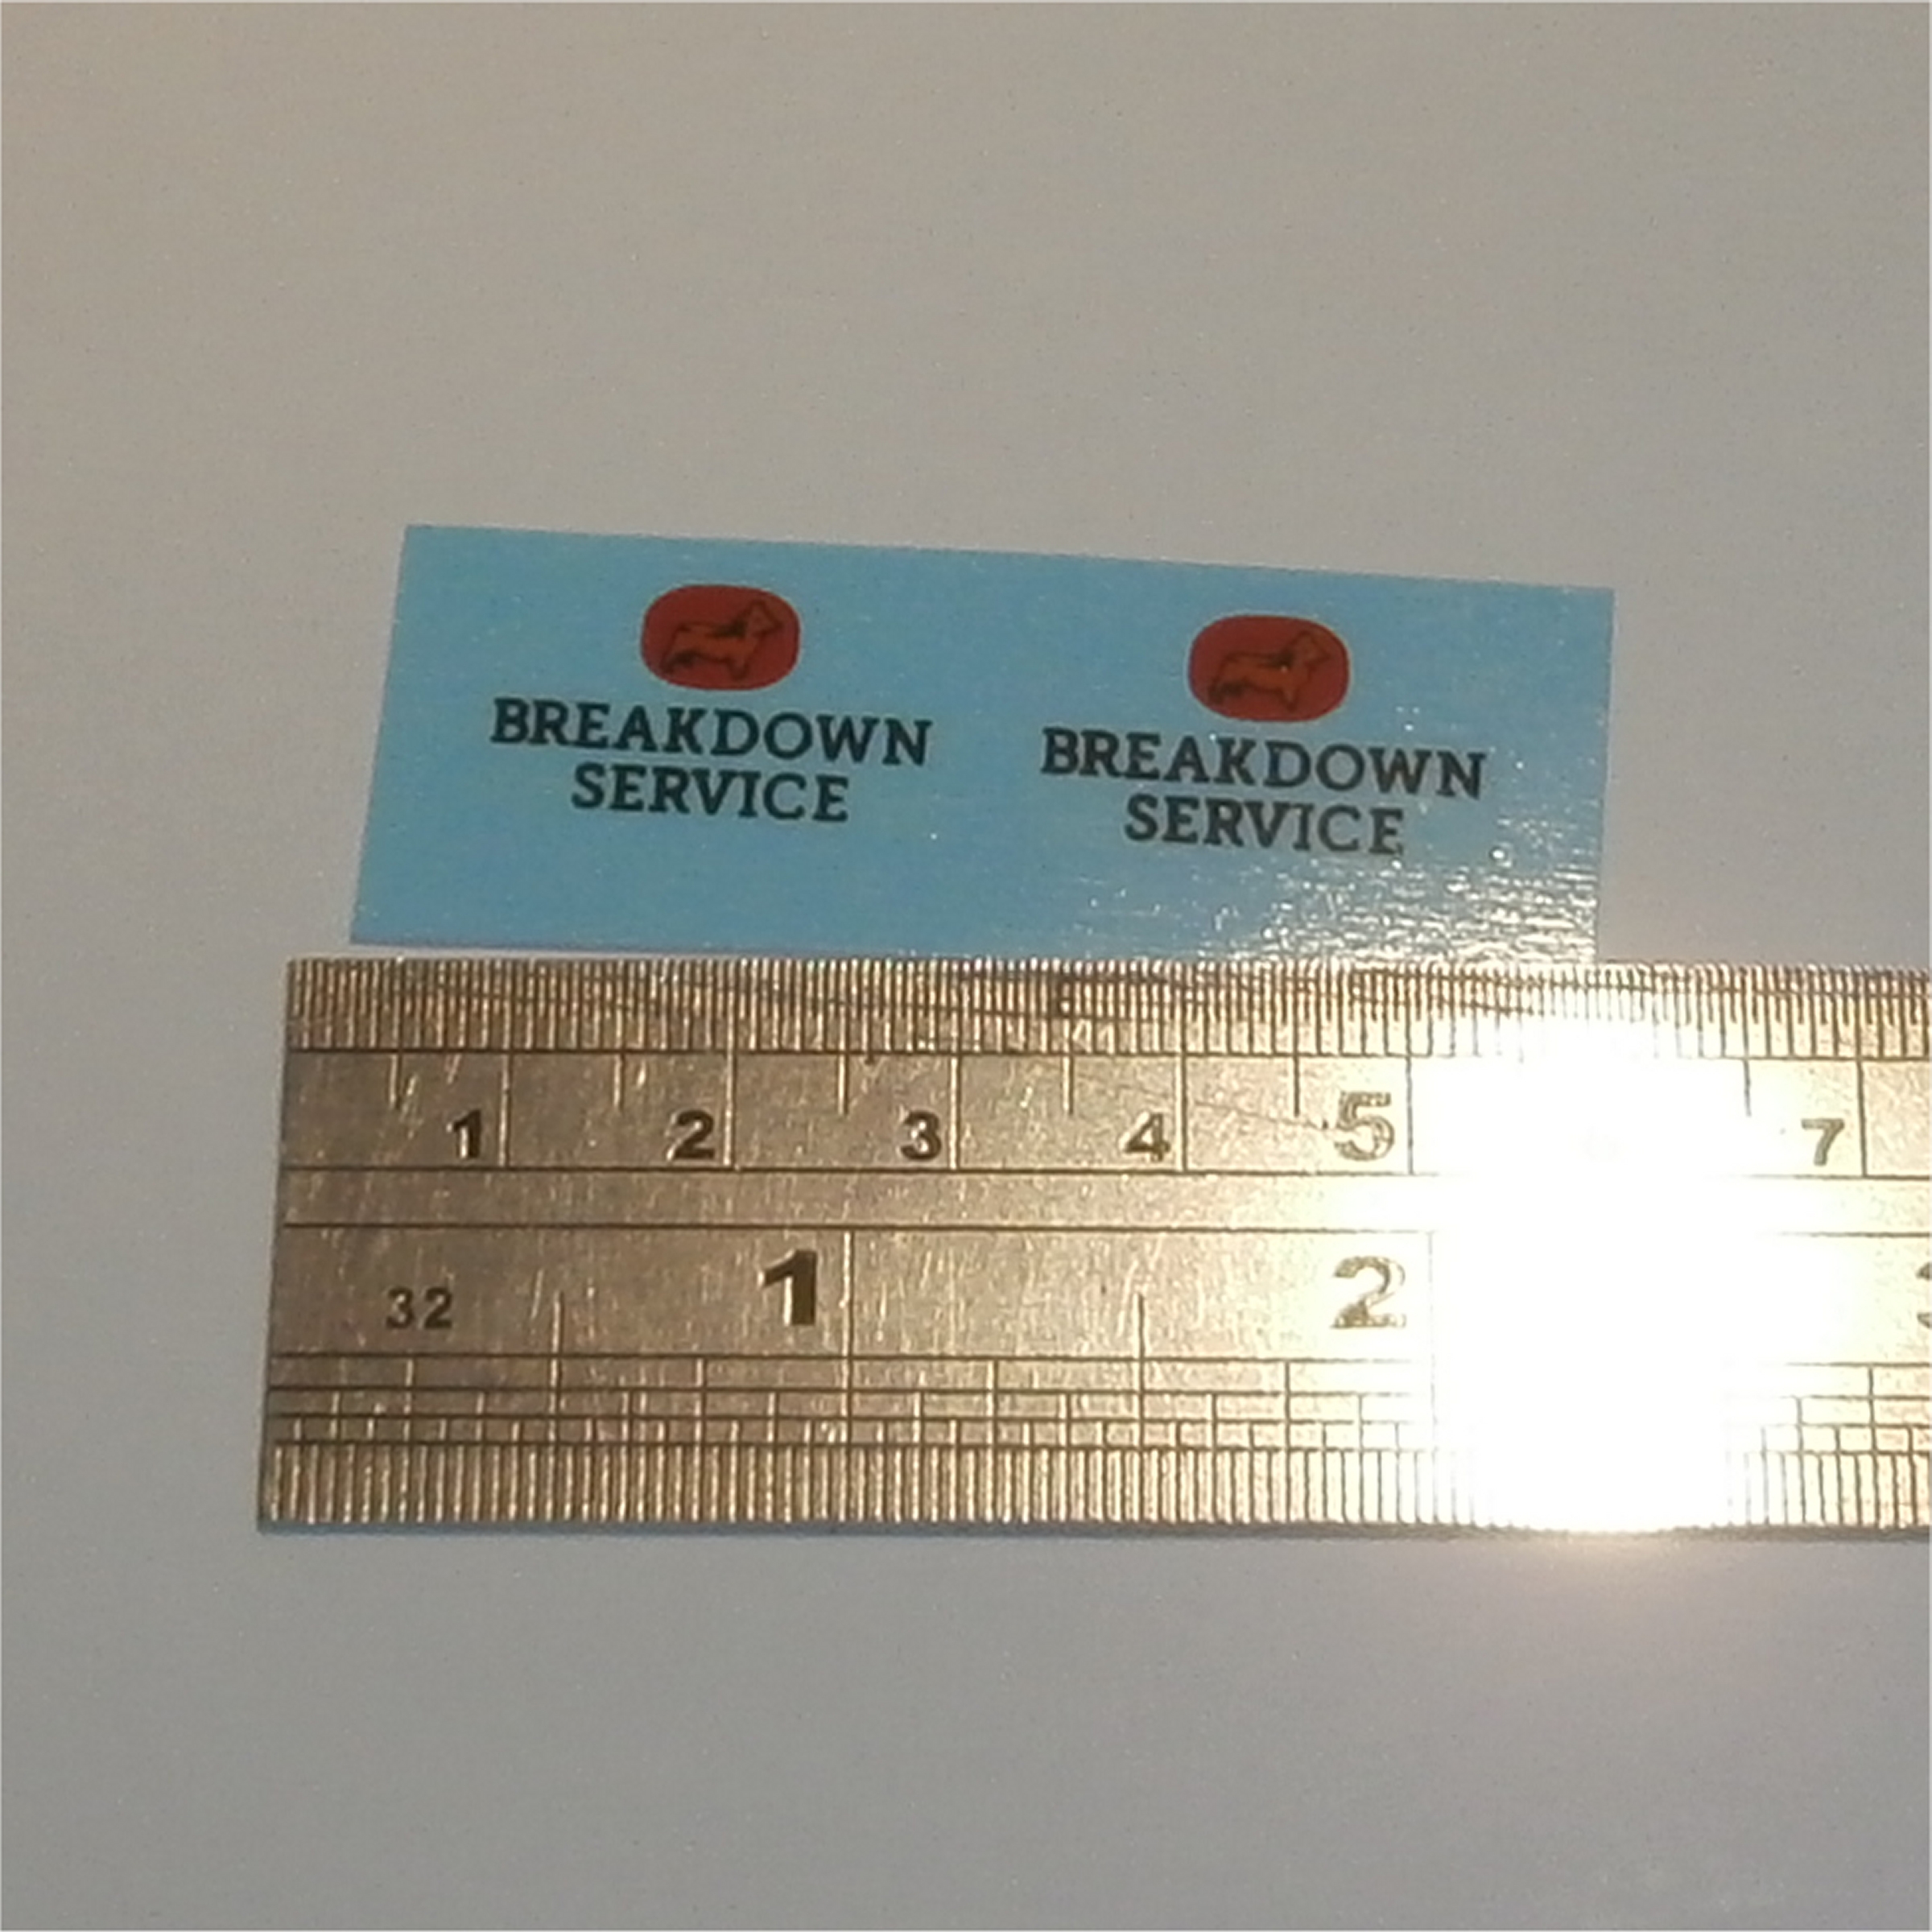 BREAKDOWN
SERVICE
BREAKDOWN
SERVICE
1 2 3 4 5 7
32 1 2